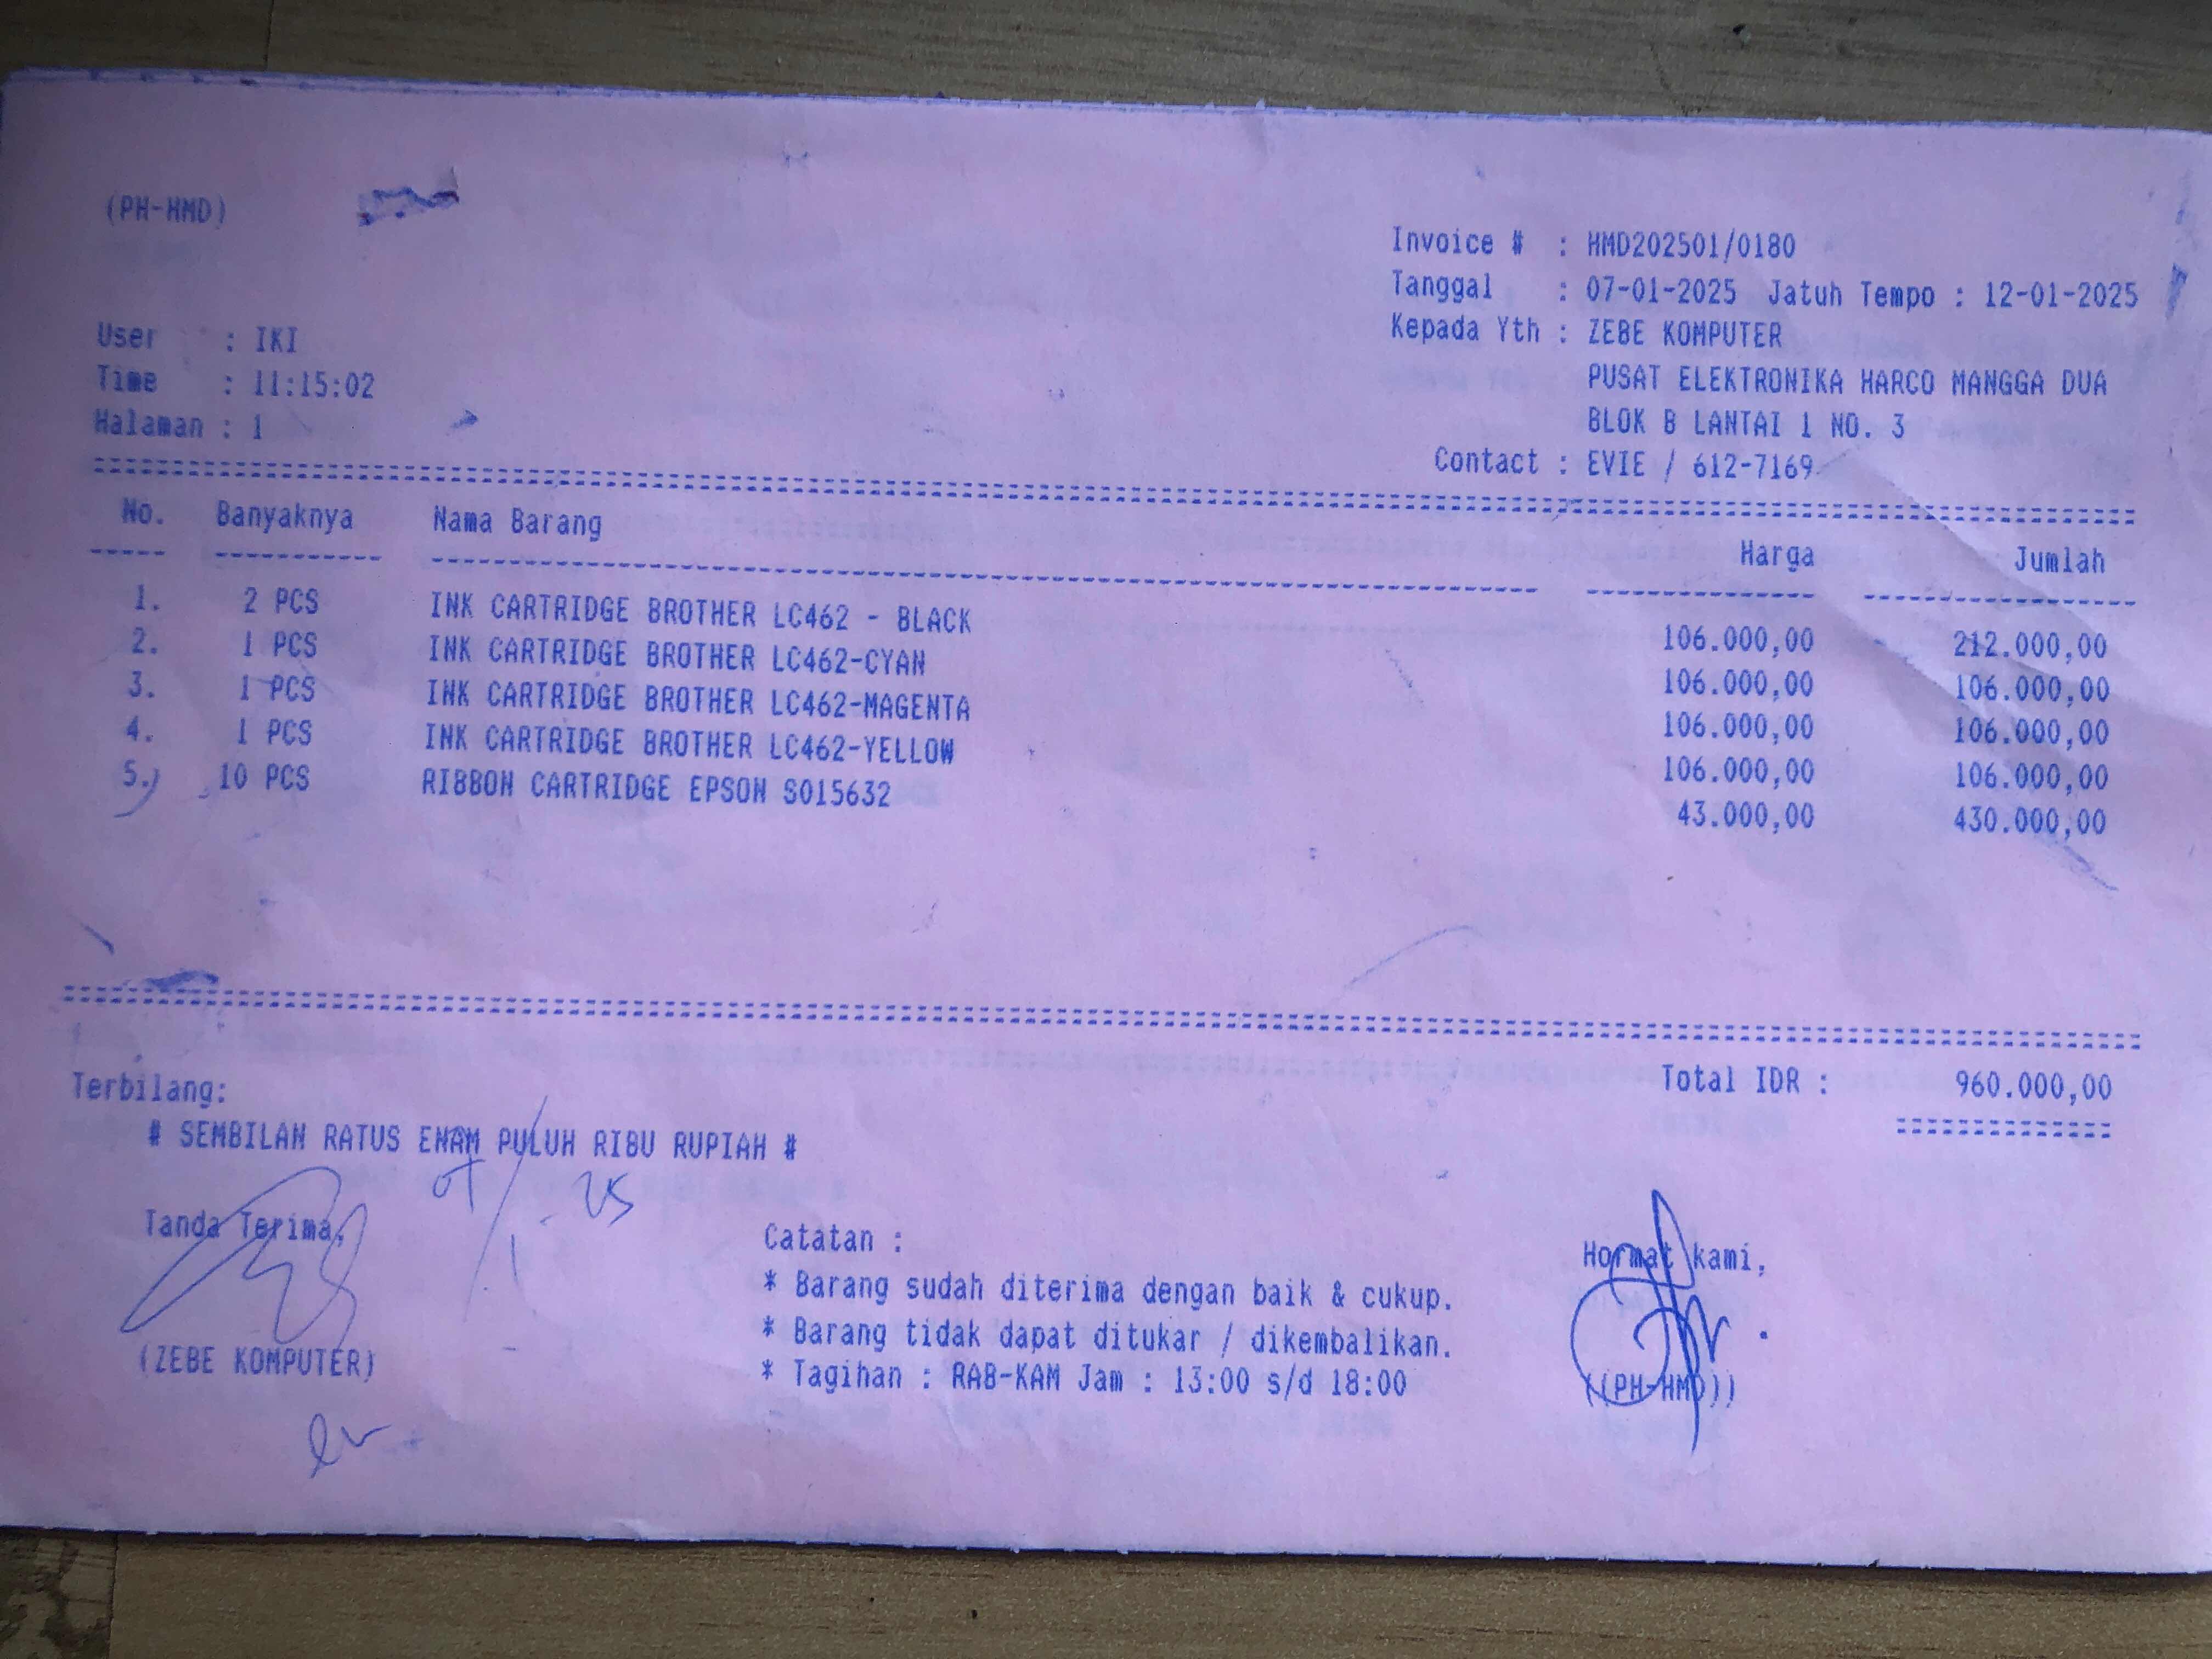 (PH-HMD)
Invoice # : HMD202501/0180
Tanggal : 07-01-2025 Jatuh Tempo : 12-01-2025
Kepada Yth : ZEBE KOMPUTER
PUSAT ELEKTRONIKA HARCO MANGGA DUA
BLOK B LANTAI 1 NO. 3
Contact : EVIE / 612-7169
User : IKI
Time : 11:15:02
Halaman : 1
No. Banyaknya Nama Barang Harga Jumlah
1. 2 PCS INK CARTRIDGE BROTHER LC462 - BLACK 106.000,00 212.000,00
2. 1 PCS INK CARTRIDGE BROTHER LC462-CYAN 106.000,00 106.000,00
3. 1 PCS INK CARTRIDGE BROTHER LC462-MAGENTA 106.000,00 106.000,00
4. 1 PCS INK CARTRIDGE BROTHER LC462-YELLOW 106.000,00 106.000,00
5. 10 PCS RIBBON CARTRIDGE EPSON S015632 43.000,00 430.000,00
Total IDR : 960.000,00
Terbilang:
# SEMBILAN RATUS ENAM PULUH RIBU RUPIAH #
Tanda Terima,
(ZEBE KOMPUTER)
Catatan :
* Barang sudah diterima dengan baik & cukup.
* Barang tidak dapat ditukar / dikembalikan.
* Tagihan : RAB-KAM Jam : 13:00 s/d 18:00
Hormat kami,
((PH-HMD))